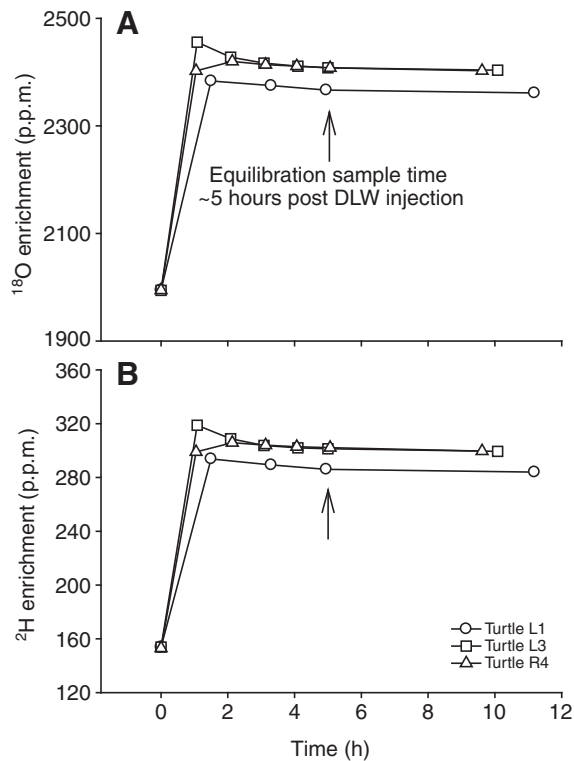 A
2500
2300
2100
1900
¹⁸O enrichment (p.p.m.)
Equilibration sample time
~5 hours post DLW injection
B
360
320
280
240
200
160
120
²H enrichment (p.p.m.)
Turtle L1
Turtle L3
Turtle R4
0 2 4 6 8 10 12
Time (h)